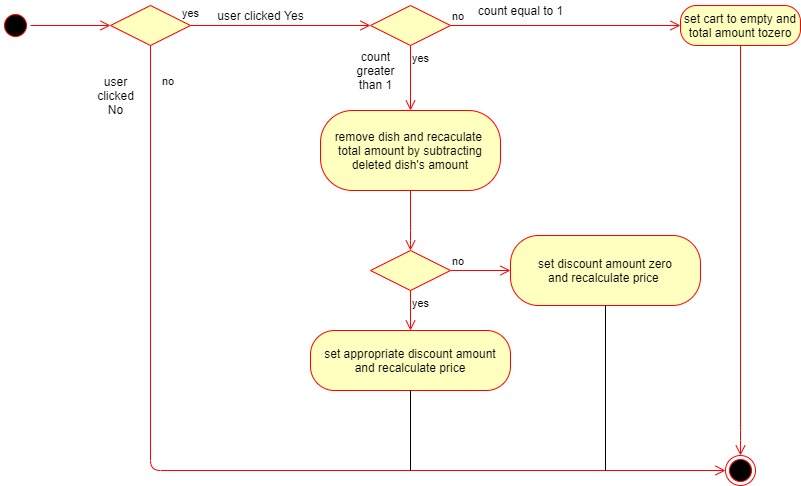 yes
user clicked Yes
no
count equal to 1
set cart to empty and
total amount tozero
count
greater
than 1
yes
user
clicked
No
no
remove dish and recaculate
total amount by subtracting
deleted dish's amount
no
set discount amount zero
and recalculate price
yes
set appropriate discount amount
and recalculate price